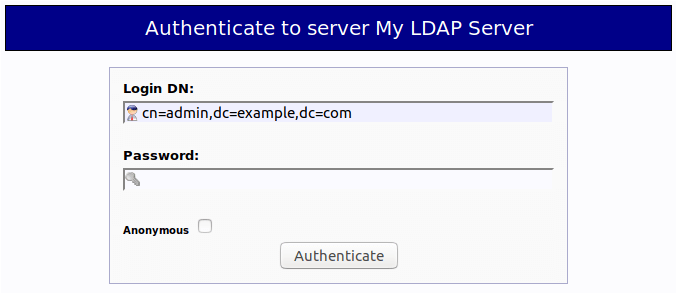 Authenticate to server My LDAP Server
Login DN:
cn=admin,dc=example,dc=com
Password:
Anonymous
Authenticate